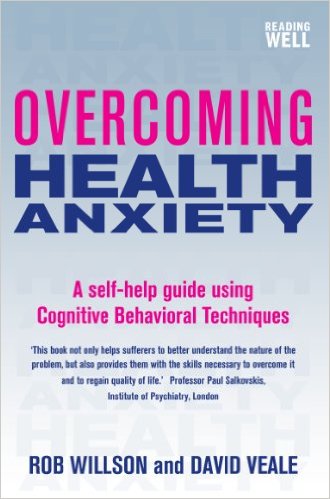 READING
WELL
OVERCOMING
HEALTH
ANXIETY
A self-help guide using
Cognitive Behavioral Techniques
'This book not only helps sufferers to better understand the nature of the
problem, but also provides them with the skills necessary to overcome it
and to regain quality of life.' Professor Paul Salkovskis,
Institute of Psychiatry, London
ROB WILLSON and DAVID VEALE